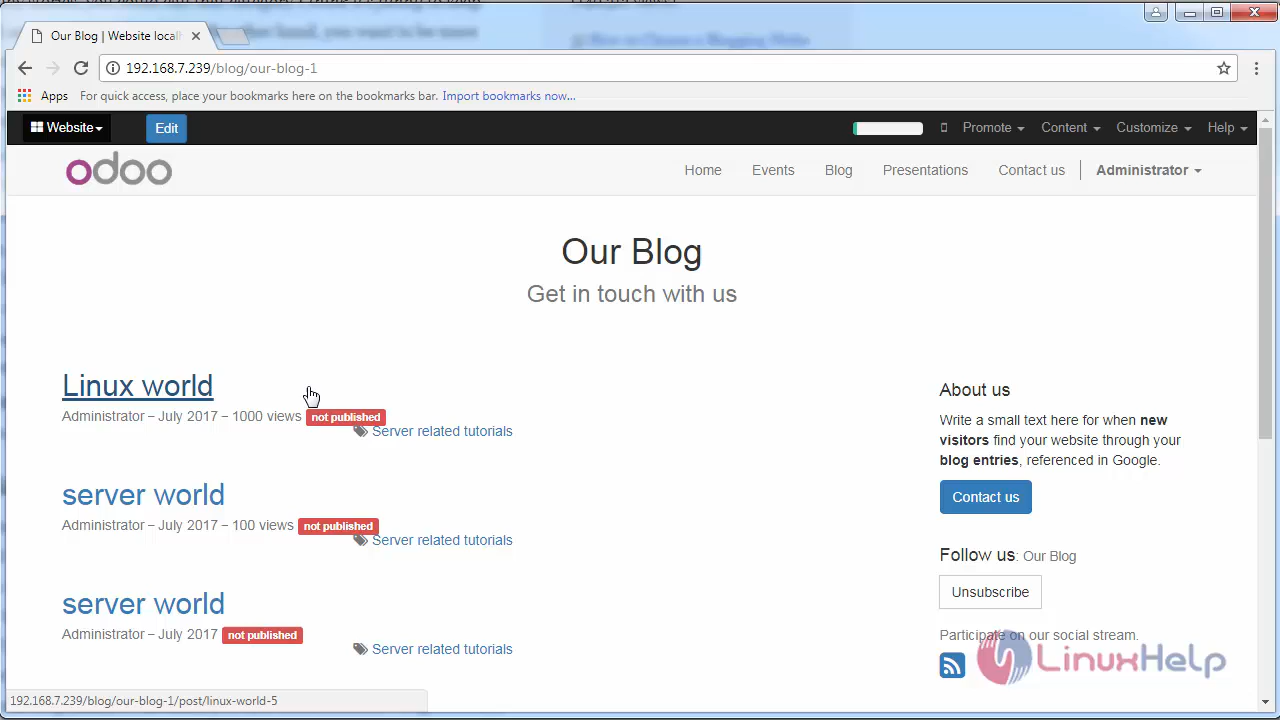 Our Blog | Website locall
192.168.7.239/blog/our-blog-1
Apps For quick access, place your bookmarks here on the bookmarks bar. Import bookmarks now...
Website Edit Promote Content Customize Help
odoo Home Events Blog Presentations Contact us Administrator
Our Blog
Get in touch with us
Linux world
Administrator – July 2017 – 1000 views not published
Server related tutorials
server world
Administrator – July 2017 – 100 views not published
Server related tutorials
server world
Administrator – July 2017 not published
Server related tutorials
About us
Write a small text here for when new
visitors find your website through your
blog entries, referenced in Google.
Contact us
Follow us: Our Blog
Unsubscribe
Participate on our social stream.
LinuxHelp
192.168.7.239/blog/our-blog-1/post/linux-world-5